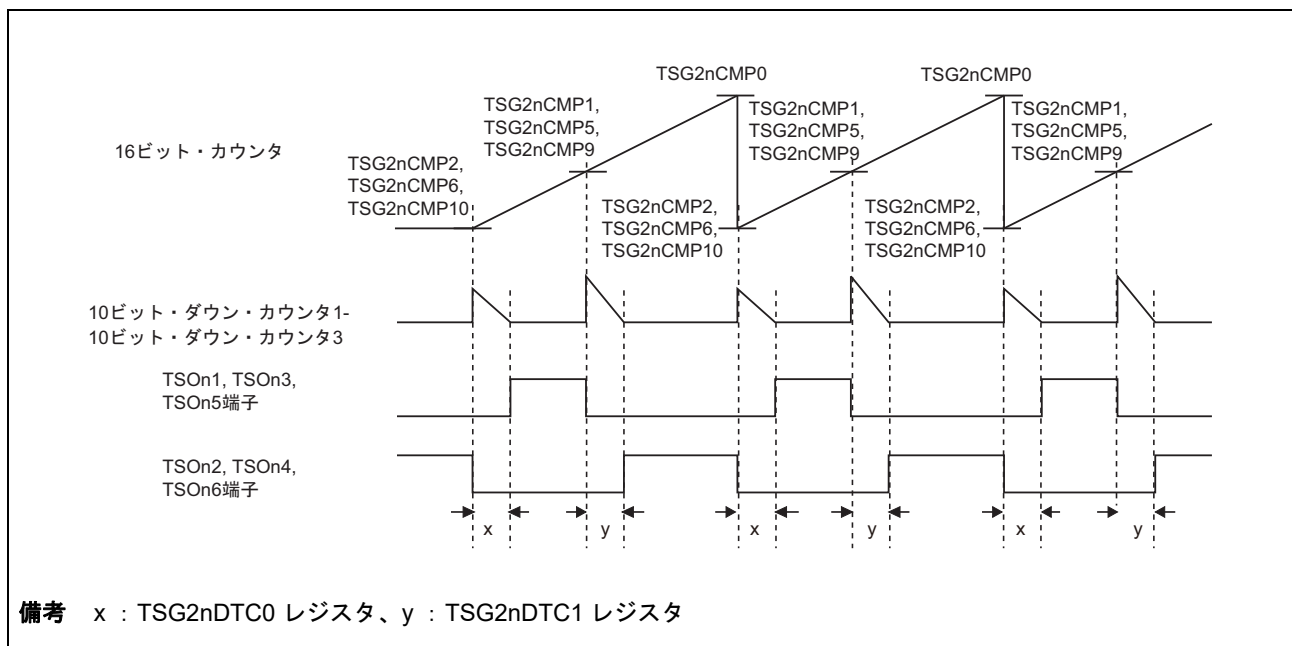 TSG2nCMP0
TSG2nCMP0
TSG2nCMP1,
TSG2nCMP5,
TSG2nCMP9
TSG2nCMP1,
TSG2nCMP5,
TSG2nCMP9
TSG2nCMP1,
TSG2nCMP5,
TSG2nCMP9
16ビット・カウンタ
TSG2nCMP2,
TSG2nCMP6,
TSG2nCMP10
TSG2nCMP2,
TSG2nCMP6,
TSG2nCMP10
TSG2nCMP2,
TSG2nCMP6,
TSG2nCMP10
10ビット・ダウン・カウンタ1-
10ビット・ダウン・カウンタ3
TSOn1, TSOn3,
TSOn5端子
TSOn2, TSOn4,
TSOn6端子
x y x y x y
備考 x : TSG2nDTC0 レジスタ、y : TSG2nDTC1 レジスタ